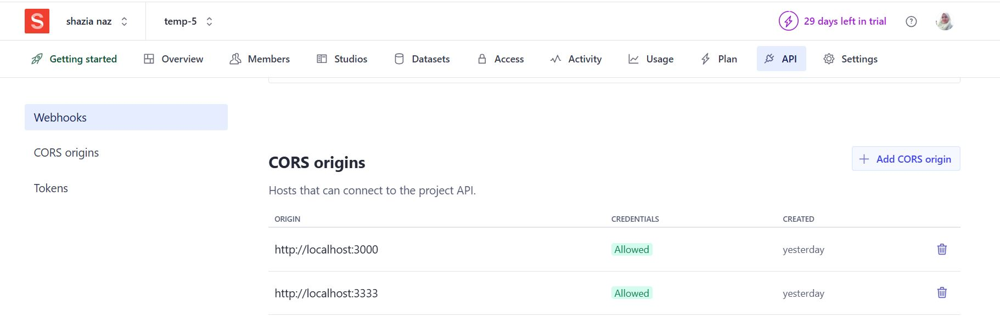 S shazia naz temp-5 29 days left in trial ?
Getting started Overview Members Studios Datasets Access Activity Usage Plan API Settings
Webhooks
CORS origins
Tokens
CORS origins
Add CORS origin
Hosts that can connect to the project API.
ORIGIN CREDENTIALS CREATED
http://localhost:3000 Allowed yesterday
http://localhost:3333 Allowed yesterday